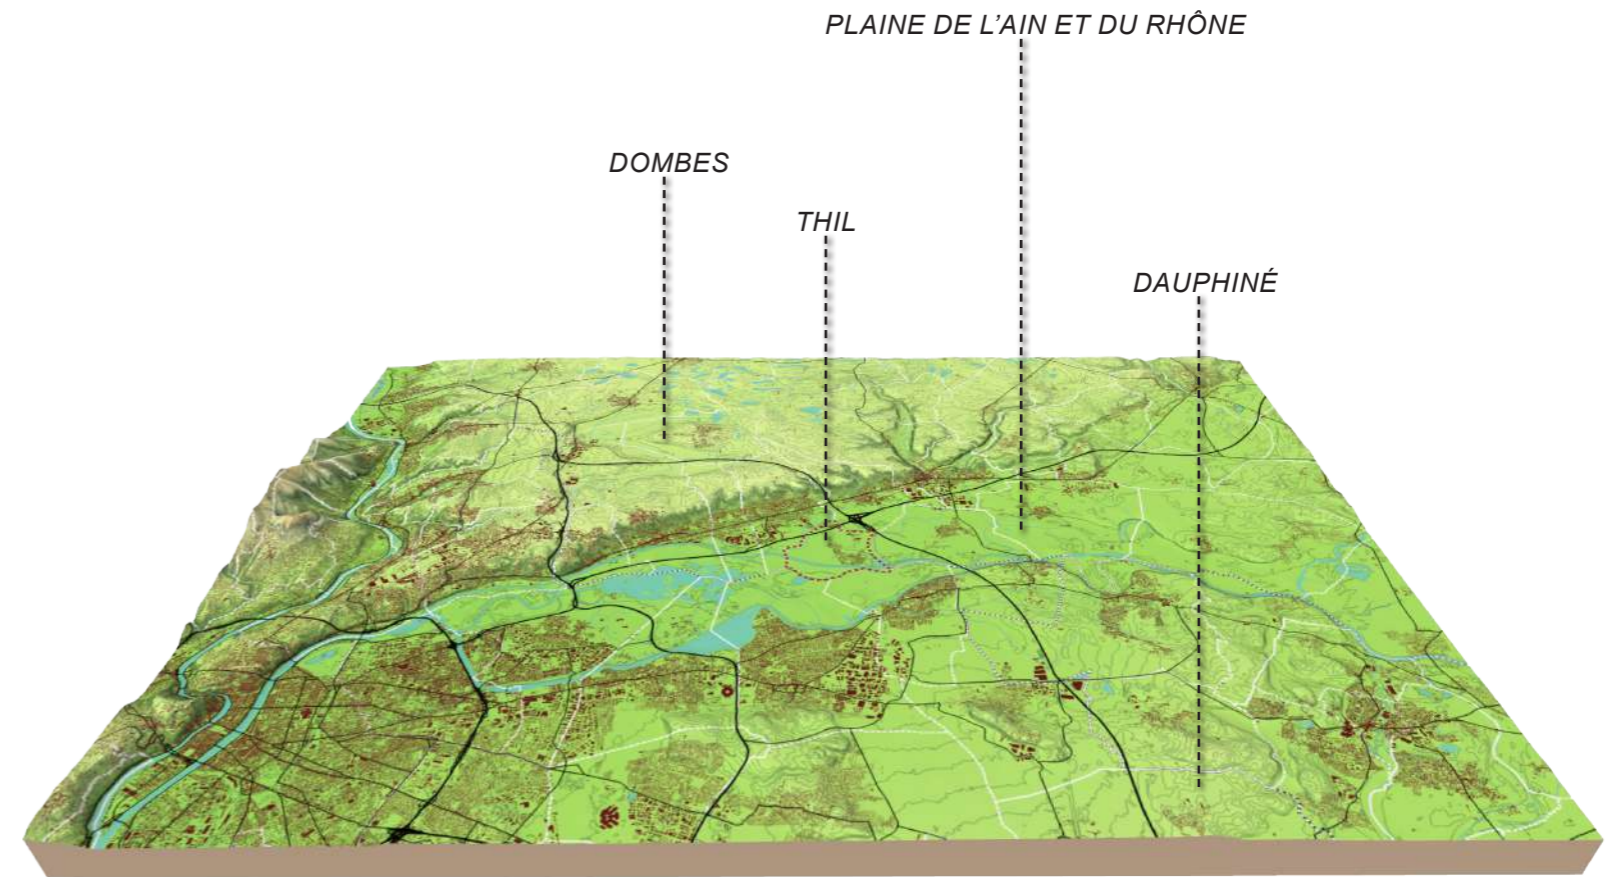 PLAINE DE L’AIN ET DU RHÔNE
DOMBES
THIL
DAUPHINÉ